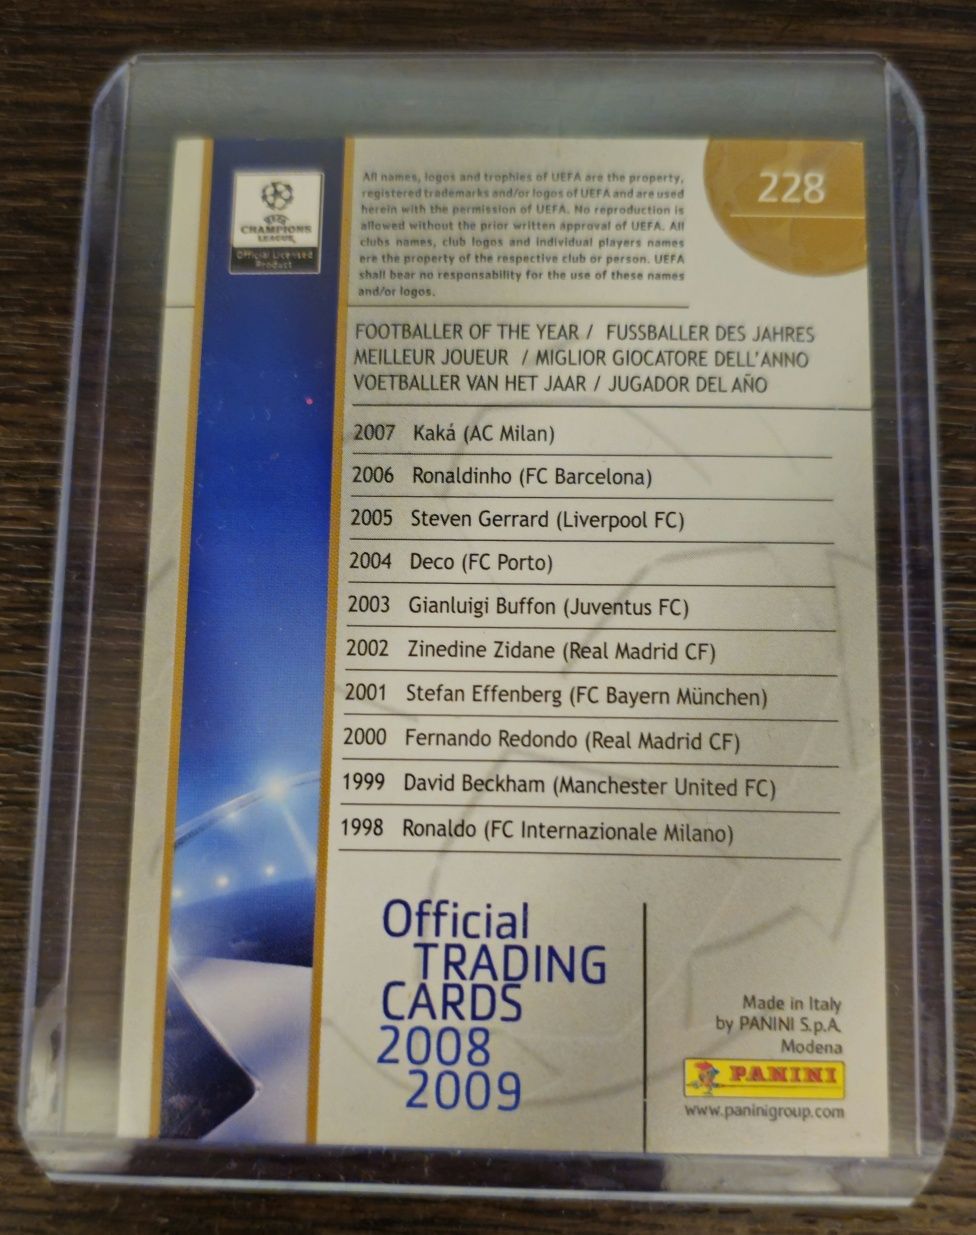 UEFA
CHAMPIONS
LEAGUE
Official Licensed
Product
All names, logos and trophies of UEFA are the property,
registered trademarks and/or logos of UEFA and are used
herein with the permission of UEFA. No reproduction is
allowed without the prior written approval of UEFA. All
clubs names, club logos and individual players names
ere the property of the respective club or person. UEFA
shall bear no responsability for the use of these names
and/or logos.
228
FOOTBALLER OF THE YEAR / FUSSBALLER DES JAHRES
MEILLEUR JOUEUR / MIGLIOR GIOCATORE DELL'ANNO
VOETBALLER VAN HET JAAR / JUGADOR DEL AÑO
2007 Kaká (AC Milan)
2006 Ronaldinho (FC Barcelona)
2005 Steven Gerrard (Liverpool FC)
2004 Deco (FC Porto)
2003 Gianluigi Buffon (Juventus FC)
2002 Zinedine Zidane (Real Madrid CF)
2001 Stefan Effenberg (FC Bayern München)
2000 Fernando Redondo (Real Madrid CF)
1999 David Beckham (Manchester United FC)
1998 Ronaldo (FC Internazionale Milano)
Official
TRADING
CARDS
2008
2009
Made in Italy
by PANINI S.p.A.
Modena
PANINI
www.paninigroup.com